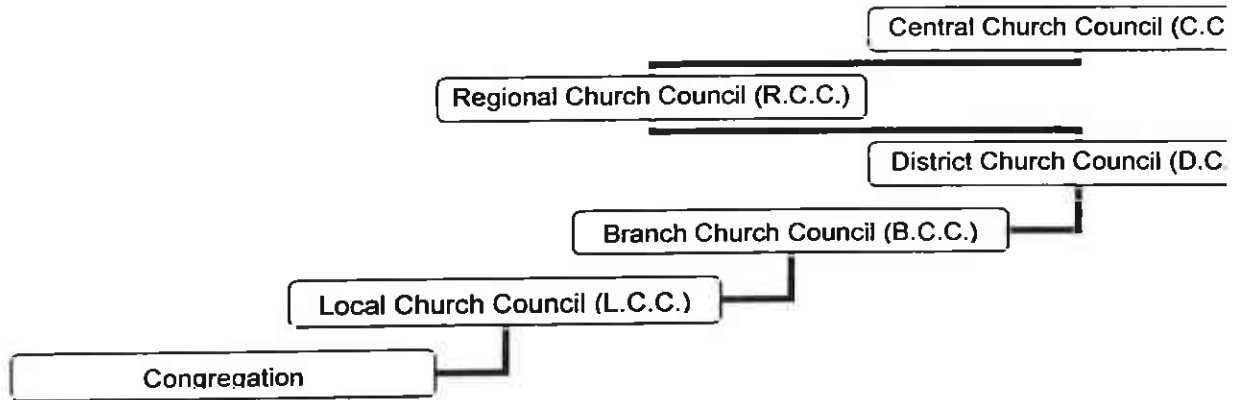 Central Church Council (C.C
Regional Church Council (R.C.C.)
District Church Council (D.C.
Branch Church Council (B.C.C.)
Local Church Council (L.C.C.)
Congregation